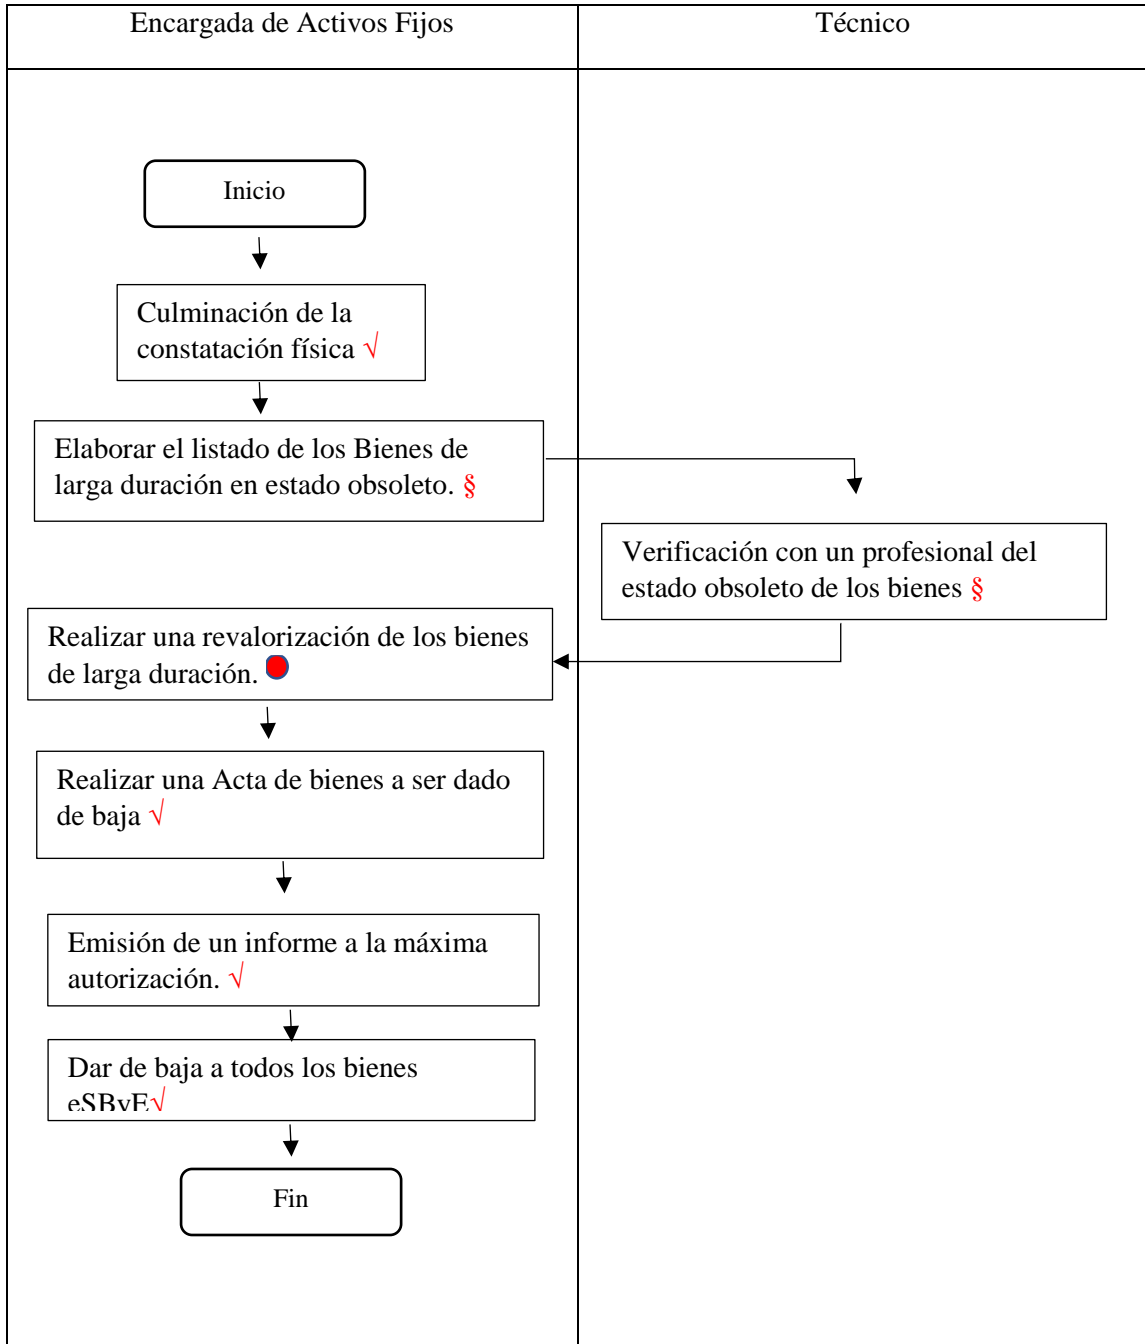 Encargada de Activos Fijos
Técnico
Inicio
Culminación de la
constatación física √
Elaborar el listado de los Bienes de
larga duración en estado obsoleto. §
Verificación con un profesional del
estado obsoleto de los bienes §
Realizar una revalorización de los bienes
de larga duración.
Realizar una Acta de bienes a ser dado
de baja √
Emisión de un informe a la máxima
autorización. √
Dar de baja a todos los bienes
eSByE√
Fin